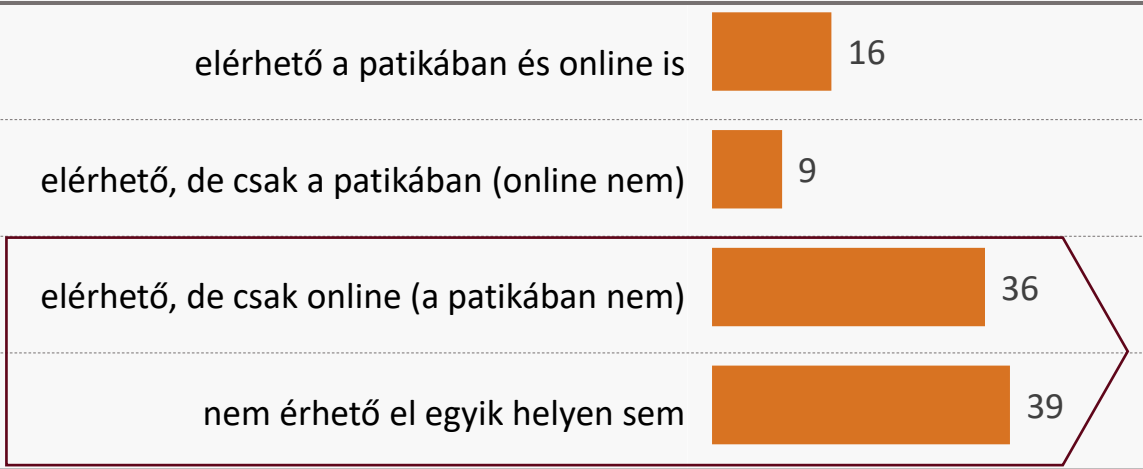 elérhető a patikában és online is 16
elérhető, de csak a patikában (online nem) 9
elérhető, de csak online (a patikában nem) 36
nem érhető el egyik helyen sem 39